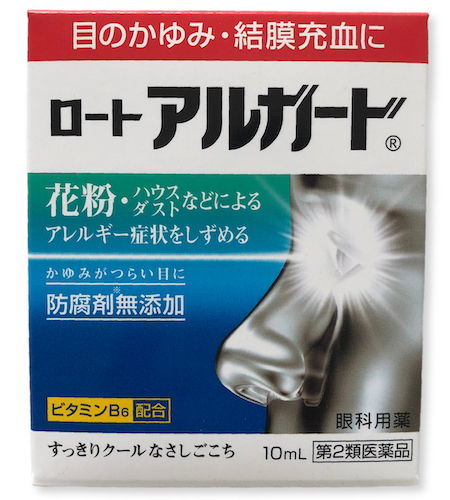 目のかゆみ・結膜充血に
ロート アルガード®
花粉・ハウスダストなどによる
アレルギー症状をしずめる
かゆみがつらい目に
防腐剤無添加※
ビタミンB6 配合
眼科用薬
すっきりクールなさしごこち 10mL 第2類医薬品